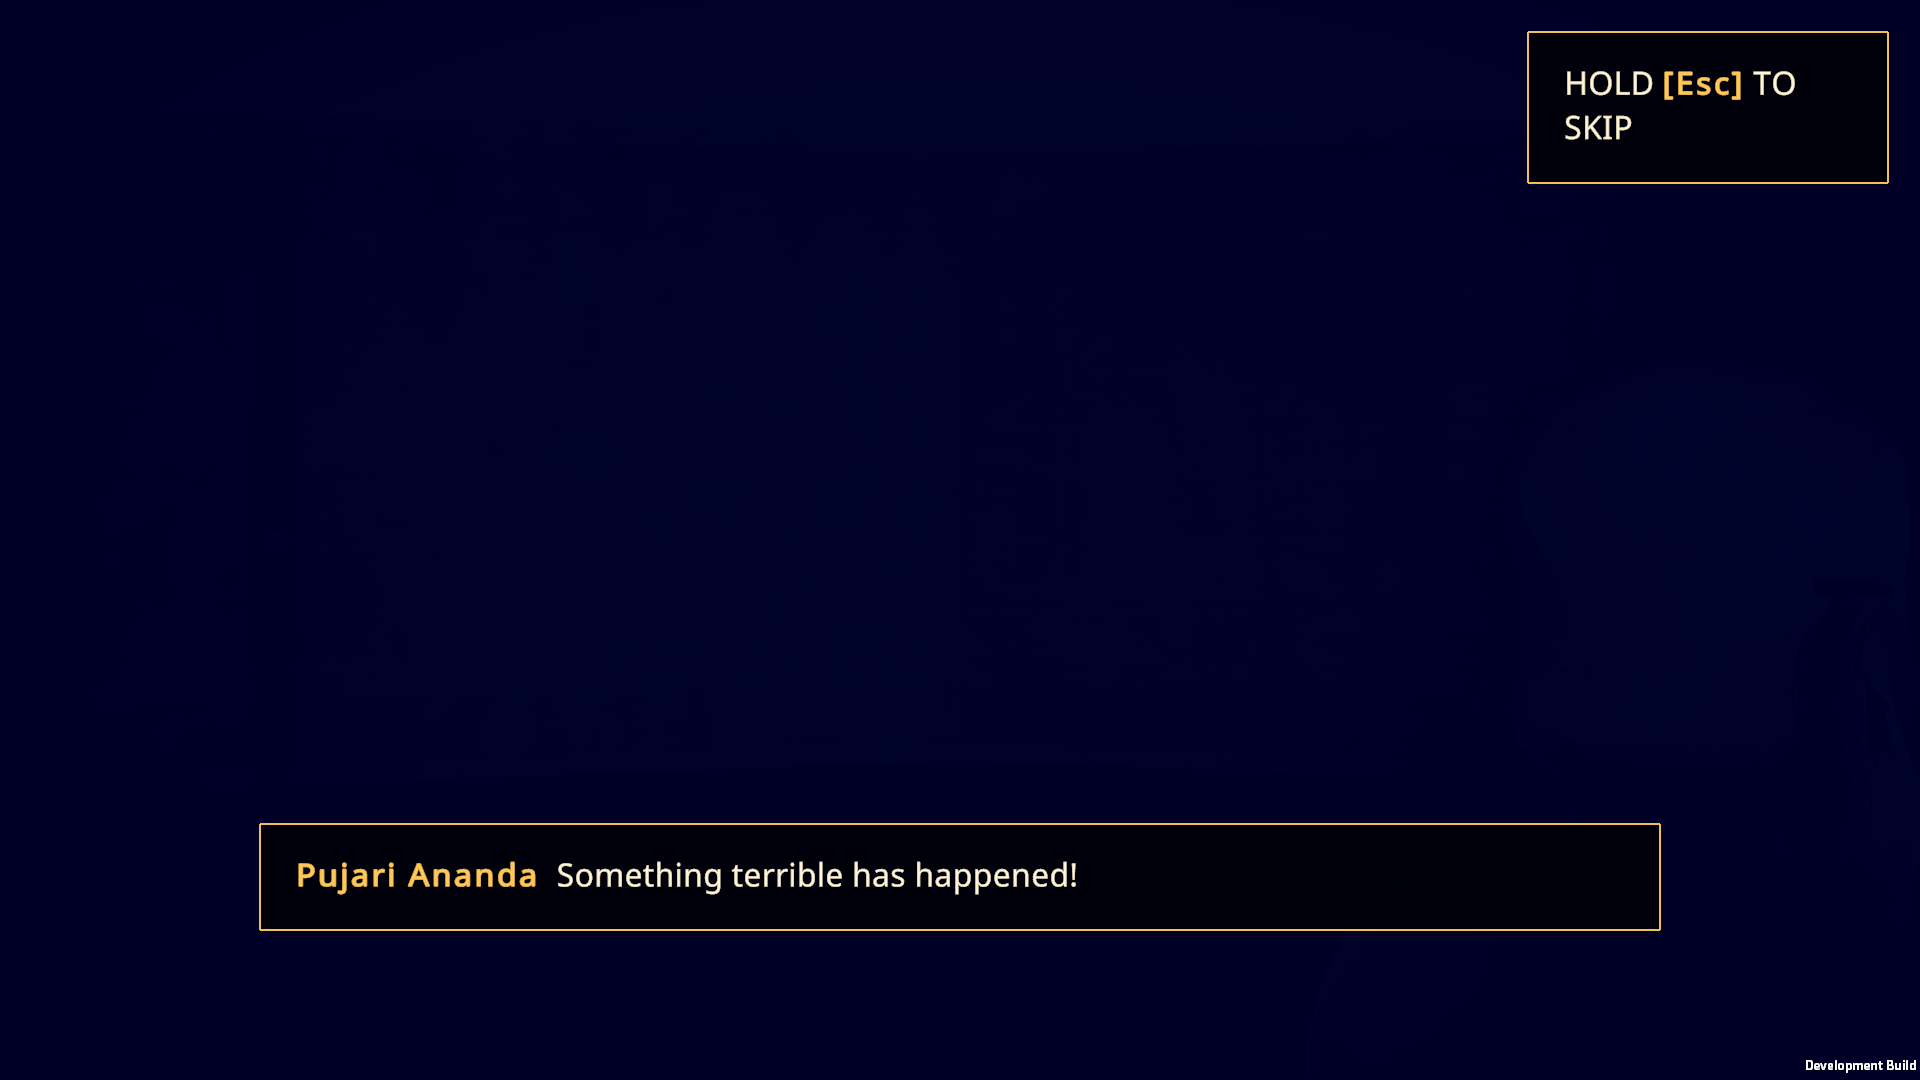 HOLD [Esc] TO
SKIP
Pujari Ananda Something terrible has happened!
Development Build